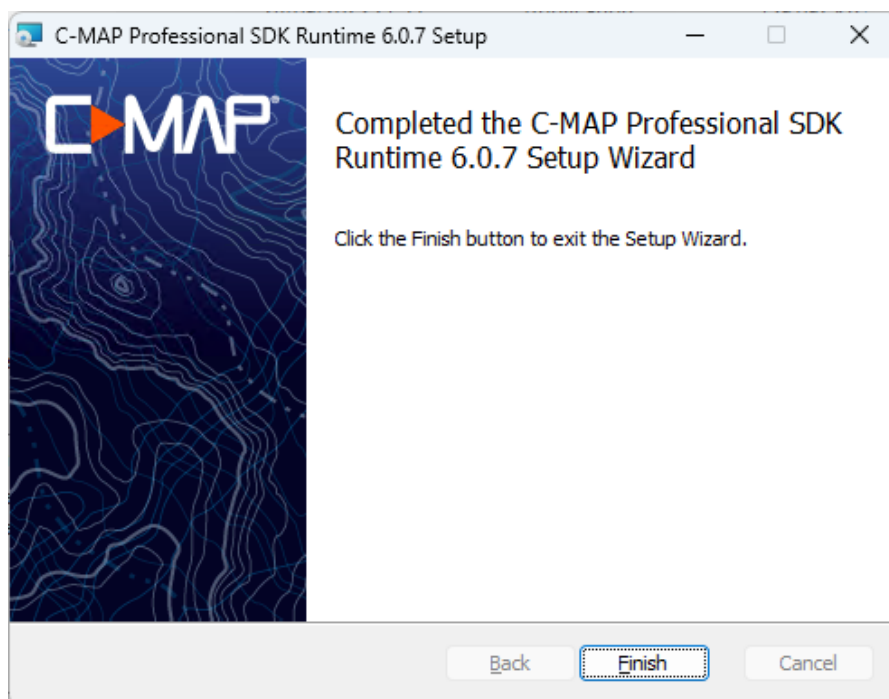 C-MAP Professional SDK Runtime 6.0.7 Setup
C-MAP
Completed the C-MAP Professional SDK
Runtime 6.0.7 Setup Wizard
Click the Finish button to exit the Setup Wizard.
Back
Finish
Cancel